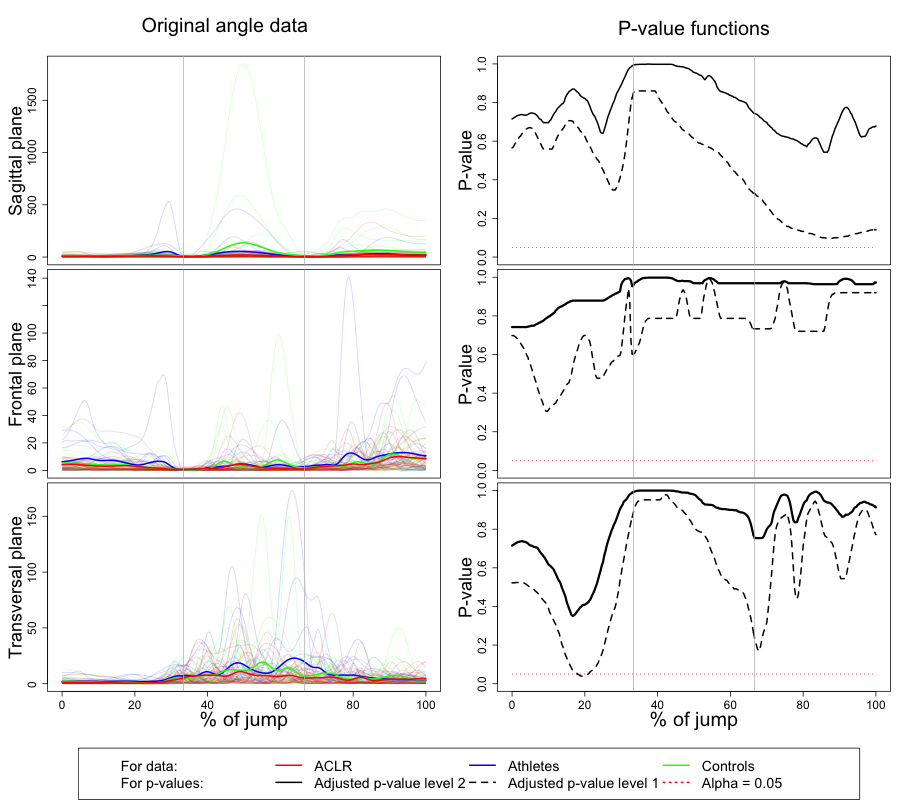 Original angle data
P-value functions
Sagittal plane
0 500 1000 1500
P-value
0.0 0.2 0.4 0.6 0.8 1.0
Frontal plane
0 20 40 60 80 100 140
P-value
0.0 0.2 0.4 0.6 0.8 1.0
Transversal plane
0 50 100 150
P-value
0.0 0.2 0.4 0.6 0.8 1.0
0 20 40 60 80 100
% of jump
0 20 40 60 80 100
% of jump
For data: ACLR Athletes Controls
For p-values: Adjusted p-value level 2 Adjusted p-value level 1 Alpha = 0.05